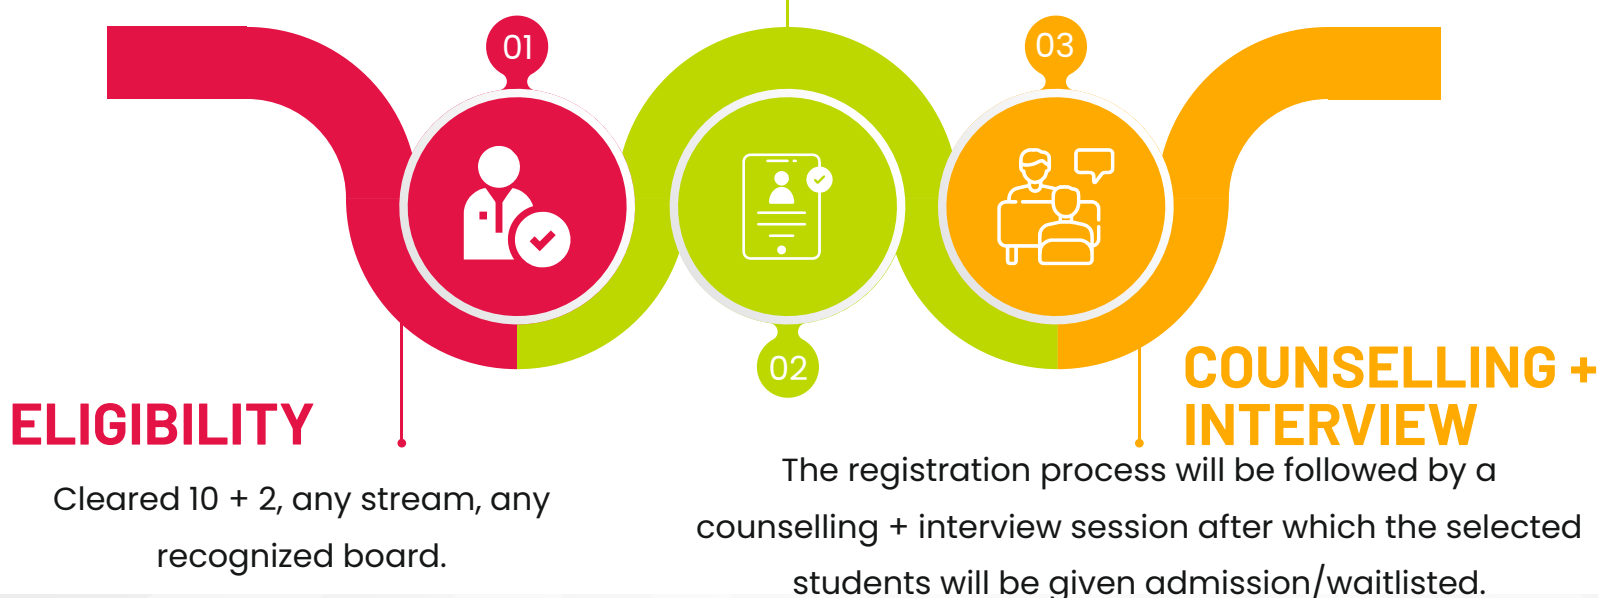 01
03
02
ELIGIBILITY
Cleared 10 + 2, any stream, any
recognized board.
COUNSELLING +
INTERVIEW
The registration process will be followed by a
counselling + interview session after which the selected
students will be given admission/waitlisted.